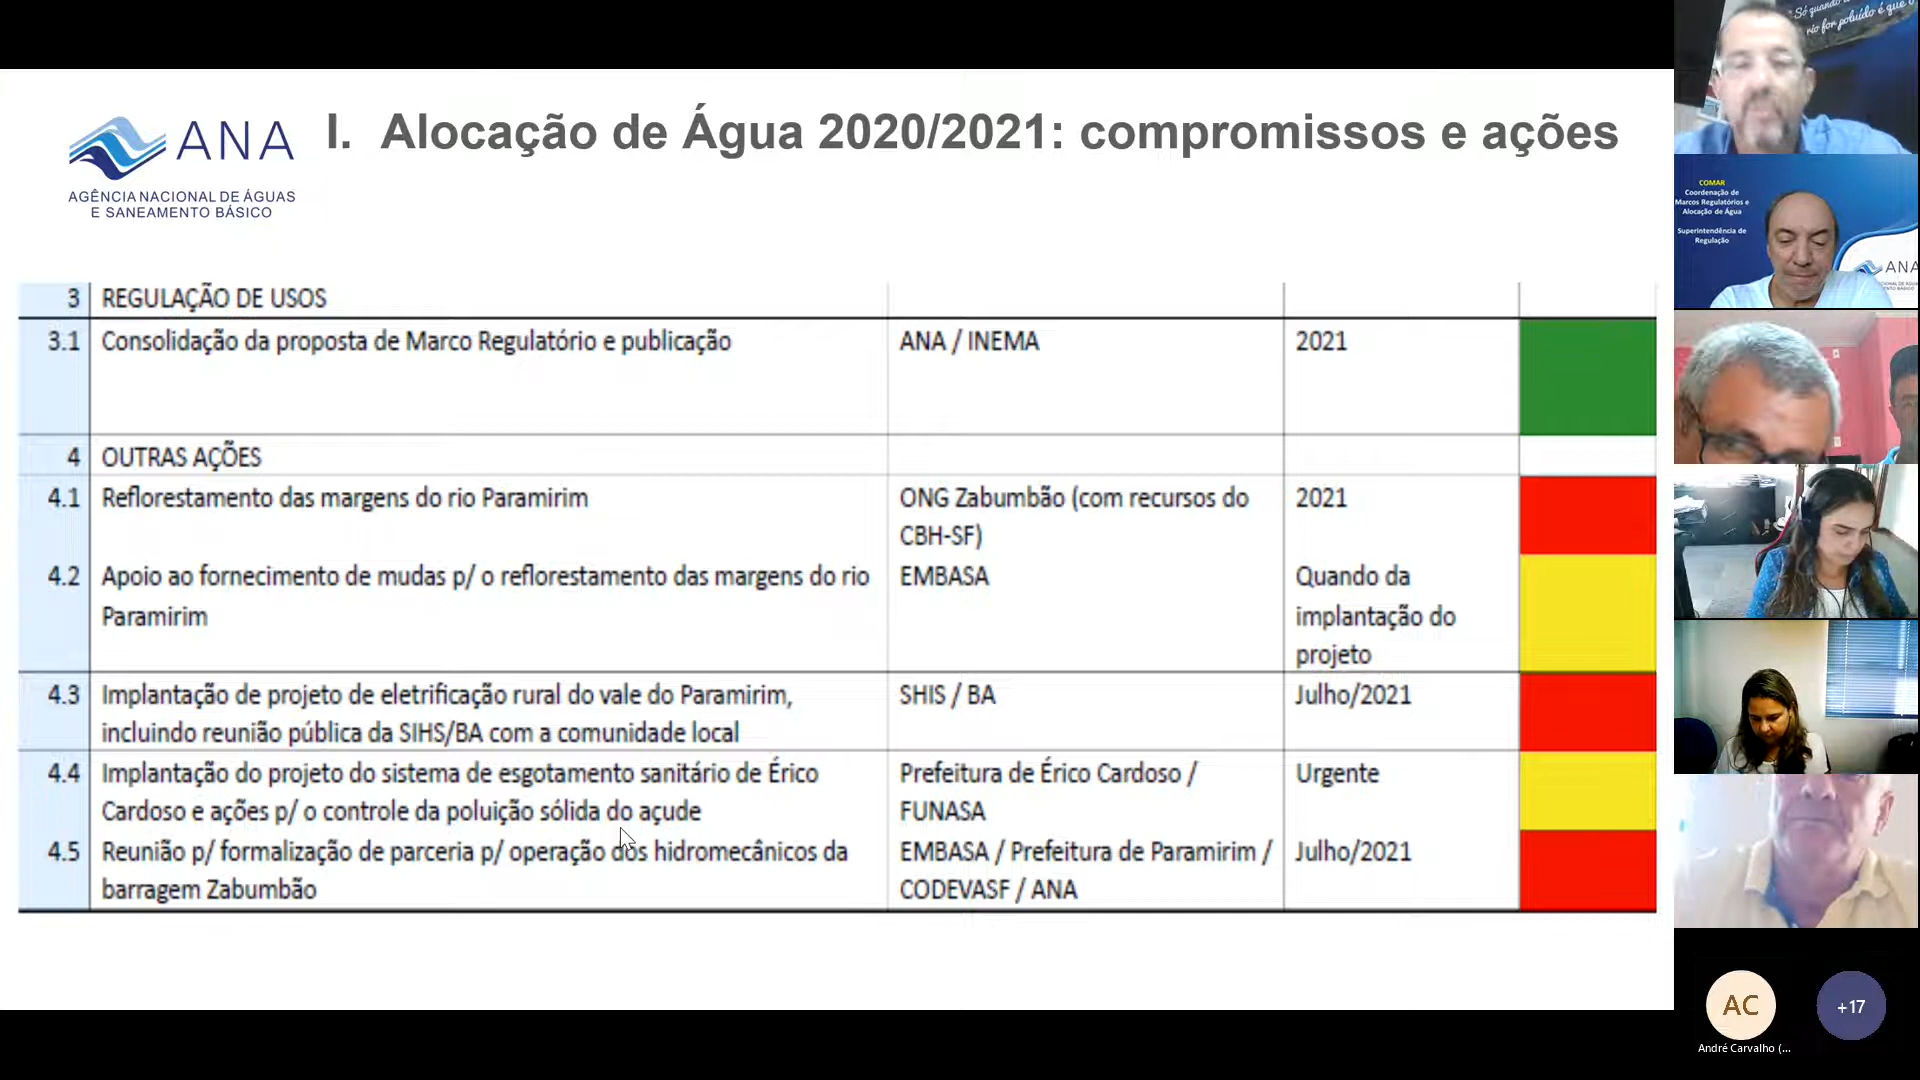 I. Alocação de Água 2020/2021: compromissos e ações
ANA
AGÊNCIA NACIONAL DE ÁGUAS
E SANEAMENTO BÁSICO
3 REGULAÇÃO DE USOS
3.1 Consolidação da proposta de Marco Regulatório e publicação ANA / INEMA 2021
4 OUTRAS AÇÕES
4.1 Reflorestamento das margens do rio Paramirim ONG Zabumbão (com recursos do 2021
CBH-SF)
4.2 Apoio ao fornecimento de mudas p/ o reflorestamento das margens do rio EMBASA Quando da
Paramirim implantação do
projeto
4.3 Implantação de projeto de eletrificação rural do vale do Paramirim, SHIS / BA Julho/2021
incluindo reunião pública da SIHS/BA com a comunidade local
4.4 Implantação do projeto do sistema de esgotamento sanitário de Érico Prefeitura de Érico Cardoso / Urgente
Cardoso e ações p/ o controle da poluição sólida do açude FUNASA
4.5 Reunião p/ formalização de parceria p/ operação dos hidromecânicos da EMBASA / Prefeitura de Paramirim / Julho/2021
barragem Zabumbão CODEVASF / ANA
Só quando
rio for poluído é que o
COMAR
Coordenação de
Marcos Regulatórios e
Alocação de Água
Superintendência de
Regulação
ANA
AC
+17
André Carvalho (...